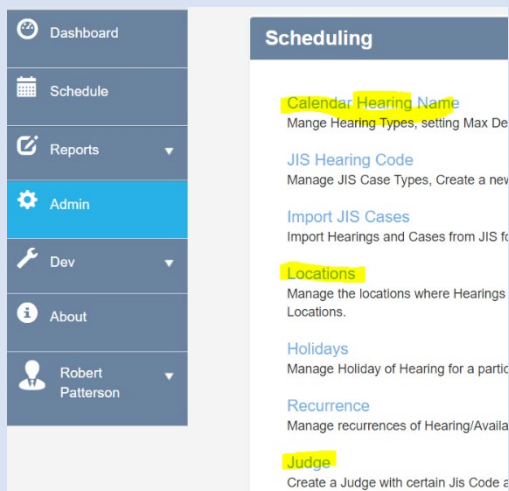 Dashboard
Schedule
Reports
Admin
Dev
About
Robert
Patterson
Scheduling
Calendar Hearing Name
Mange Hearing Types, setting Max De
JIS Hearing Code
Manage JIS Case Types, Create a new
Import JIS Cases
Import Hearings and Cases from JIS fo
Locations
Manage the locations where Hearings
Locations.
Holidays
Manage Holiday of Hearing for a partic
Recurrence
Manage recurrences of Hearing/Availa
Judge
Create a Judge with certain Jis Code a